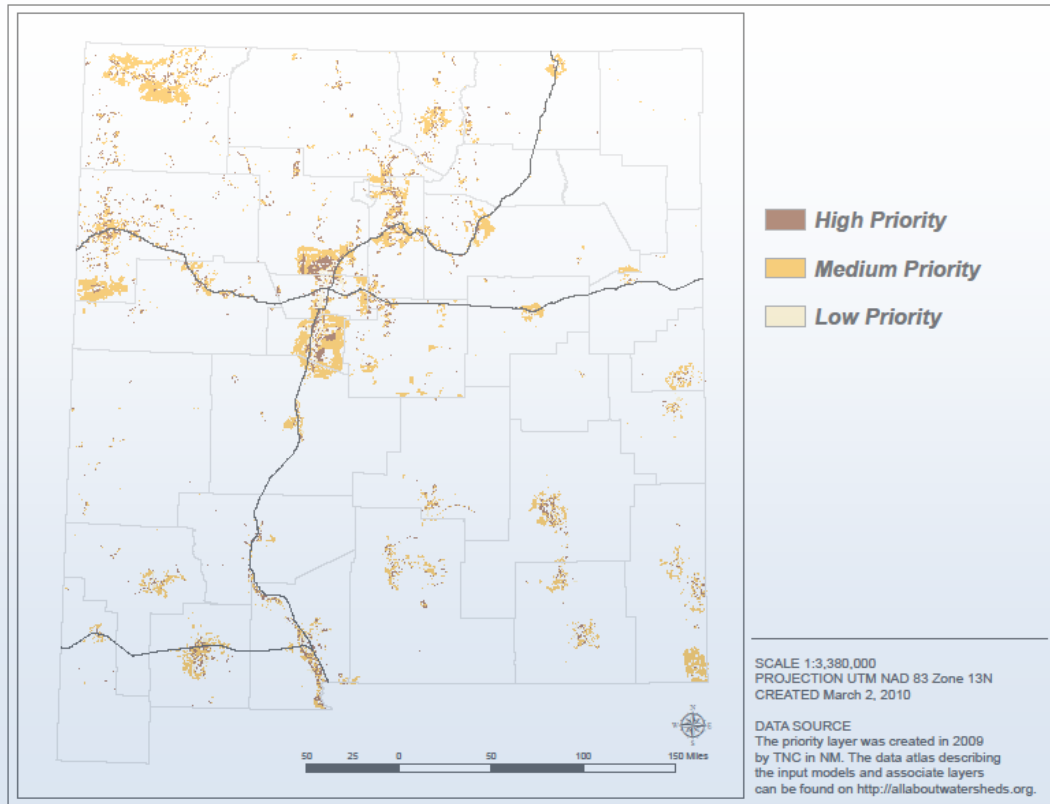 High Priority
Medium Priority
Low Priority
SCALE 1:3,380,000
PROJECTION UTM NAD 83 Zone 13N
CREATED March 2, 2010
DATA SOURCE
The priority layer was created in 2009
by TNC in NM. The data atlas describing
the input models and associate layers
can be found on http://allaboutwatersheds.org.
N
W E
S
50 25 0 50 100 150 Miles